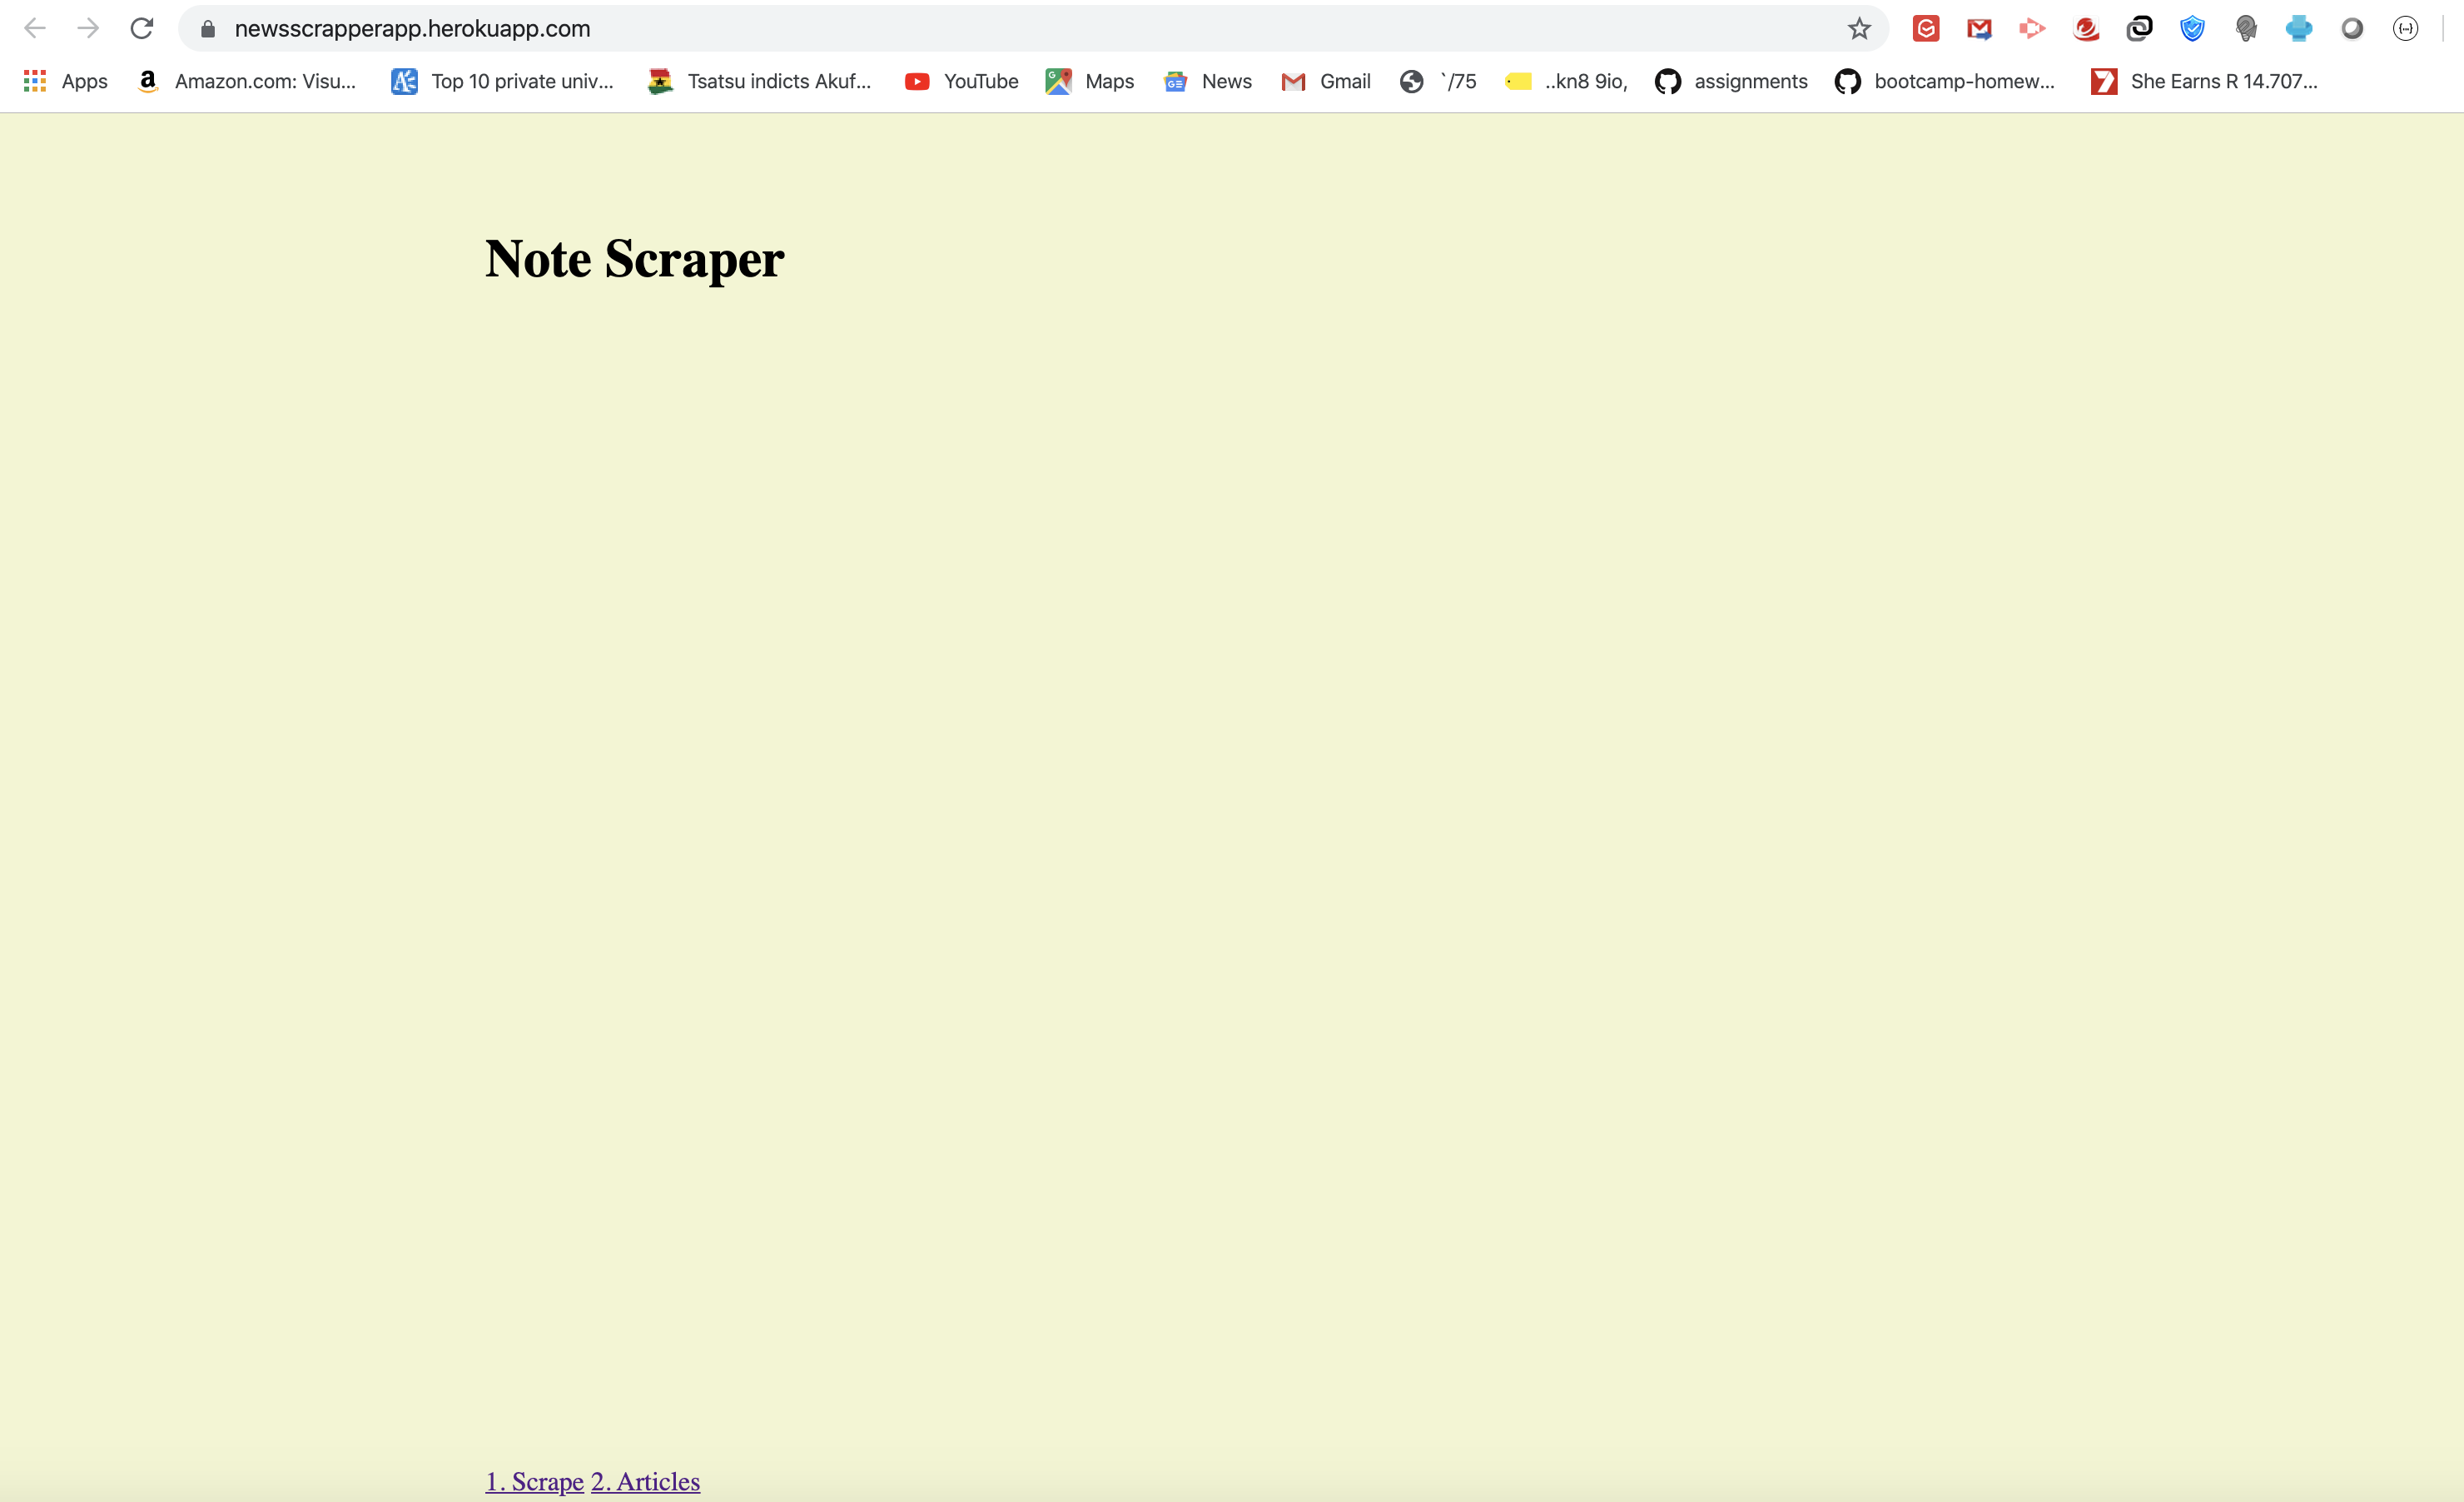 newsscrapperapp.herokuapp.com
Apps Amazon.com: Visu... Top 10 private univ... Tsatsu indicts Akuf... YouTube Maps News Gmail `/75 ..kn8 9io, assignments bootcamp-homew... She Earns R 14.707...
Note Scraper
1. Scrape 2. Articles